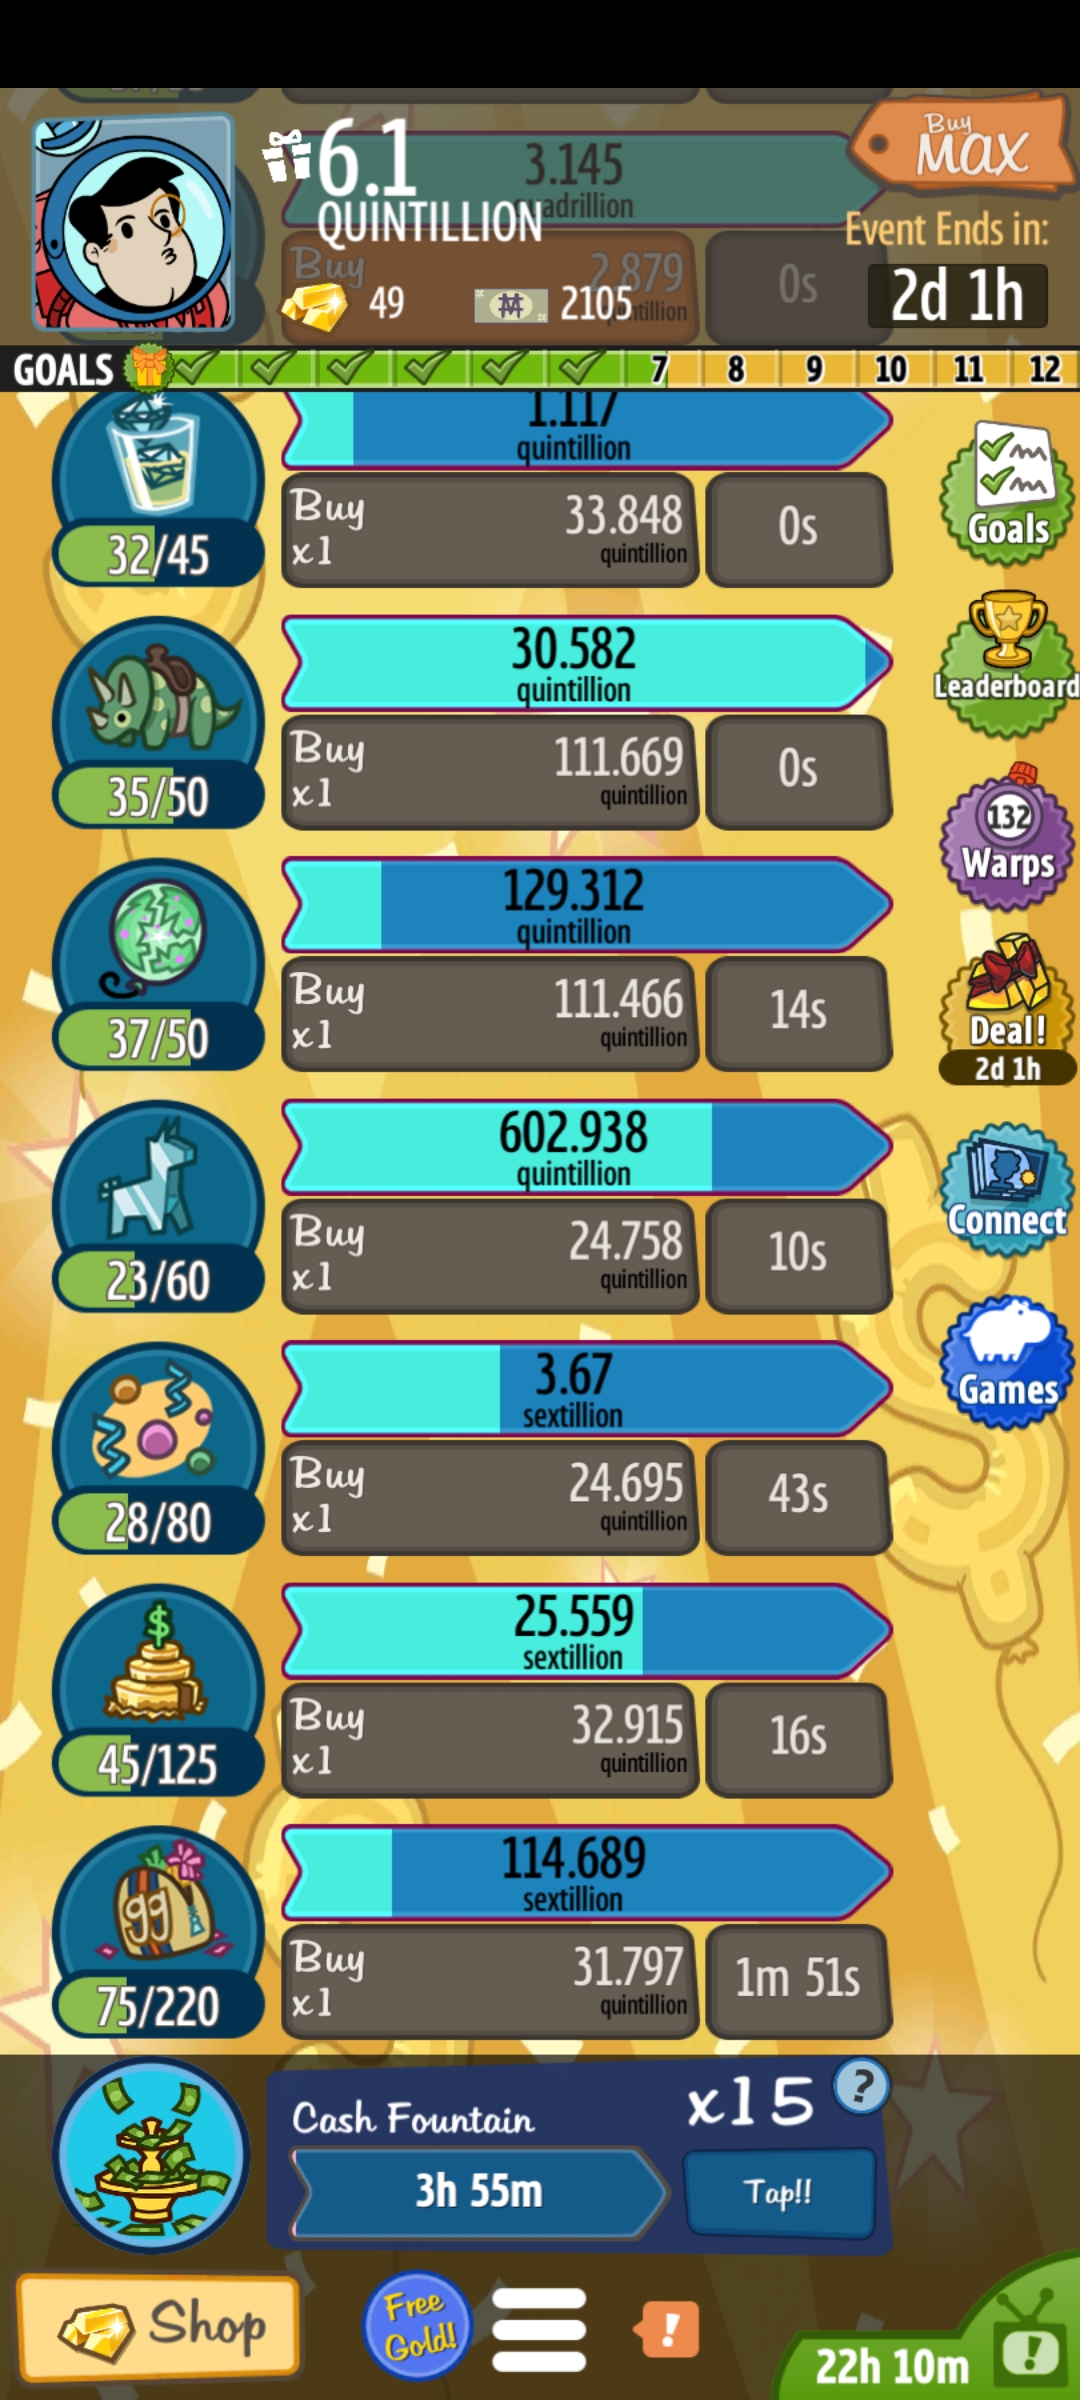 6.1
QUINTILLION
3.145
quadrillion
Buy
MAX
Event Ends in:
2d 1h
Buy
2.879
49
2105
0s
GOALS
7
8
9
10
11
12
1.117
quintillion
Buy
x1
33.848
quintillion
0s
32/45
Goals
30.582
quintillion
Buy
x1
111.669
quintillion
0s
35/50
Leaderboard
129.312
quintillion
Buy
x1
111.466
quintillion
14s
37/50
132
Warps
Deal!
2d 1h
602.938
quintillion
Buy
x1
24.758
quintillion
10s
23/60
Connect
3.67
sextillion
Buy
x1
24.695
quintillion
43s
28/80
Games
$
25.559
sextillion
Buy
x1
32.915
quintillion
16s
45/125
99
114.689
sextillion
Buy
x1
31.797
quintillion
1m 51s
75/220
Cash Fountain
x15
?
3h 55m
Tap!!
Shop
Free
Gold!
!
22h 10m
!